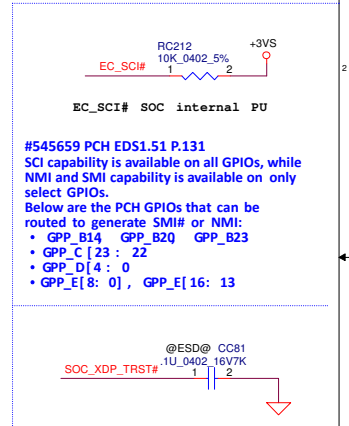 RC212
10K_0402_5%
+3VS
EC_SCI#
1 2
2
EC_SCI# SOC internal PU
#545659 PCH EDS1.51 P.131
SCI capability is available on all GPIOs, while
NMI and SMI capability is available on only
select GPIOs.
Below are the PCH GPIOs that can be
routed to generate SMI# or NMI:
• GPP_B14, GPP_B20, GPP_B23
• GPP_C [ 23 : 22
• GPP_D[ 4 : 0
• GPP_E[ 8: 0] , GPP_E[ 16: 13
@ESD@ CC81
.1U_0402_16V7K
SOC_XDP_TRST#
1 2